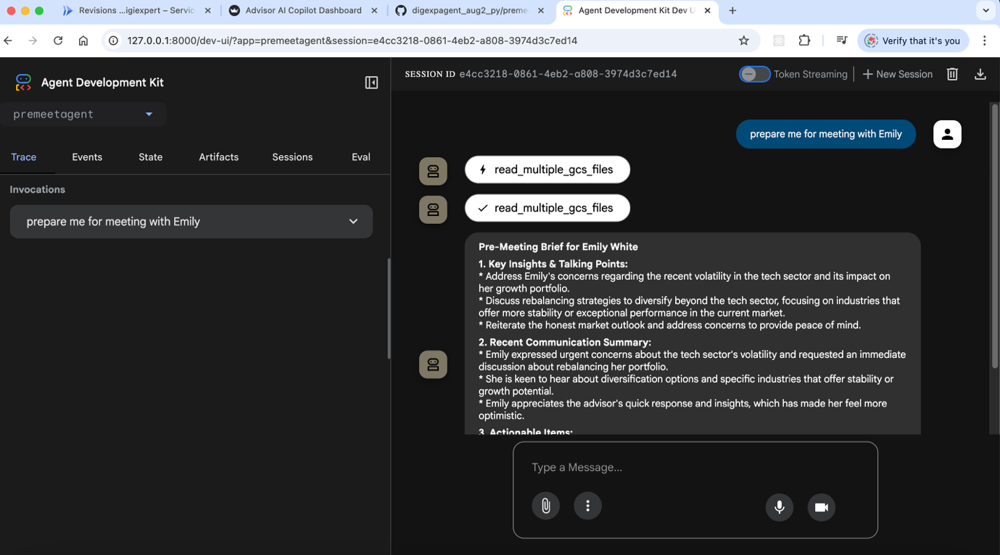 Revisions ...igiexpert – Servic
Advisor AI Copilot Dashboard
digexpagent_aug2_py/preme
Agent Development Kit Dev U
127.0.0.1:8000/dev-ui/?app=premeetagent&session=e4cc3218-0861-4eb2-a808-3974d3c7ed14
Verify that it's you
Agent Development Kit
premeetagent
Trace Events State Artifacts Sessions Eval
Invocations
prepare me for meeting with Emily
SESSION ID e4cc3218-0861-4eb2-a808-3974d3c7ed14
Token Streaming
New Session
prepare me for meeting with Emily
read_multiple_gcs_files
read_multiple_gcs_files
Pre-Meeting Brief for Emily White
1. Key Insights & Talking Points:
* Address Emily's concerns regarding the recent volatility in the tech sector and its impact on
her growth portfolio.
* Discuss rebalancing strategies to diversify beyond the tech sector, focusing on industries that
offer more stability or exceptional performance in the current market.
* Reiterate the honest market outlook and address concerns to provide peace of mind.
2. Recent Communication Summary:
* Emily expressed urgent concerns about the tech sector's volatility and requested an immediate
discussion about rebalancing her portfolio.
* She is keen to hear about diversification options and specific industries that offer stability or
growth potential.
* Emily appreciates the advisor's quick response and insights, which has made her feel more
optimistic.
3. Actionable Items:
Type a Message...